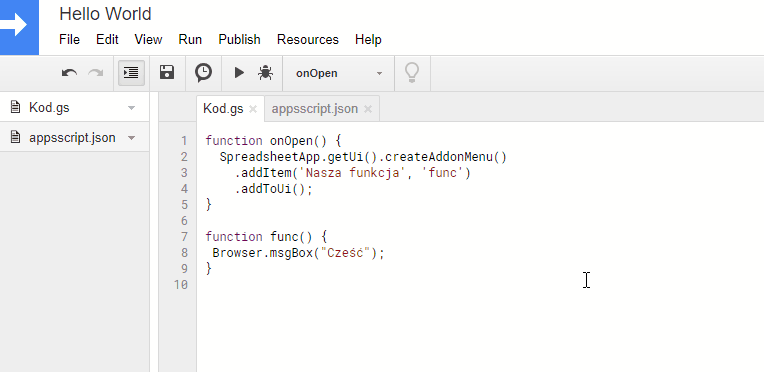 Hello World
File Edit View Run Publish Resources Help
onOpen
Kod.gs
appsscript.json
Kod.gs × appsscript.json ×
1 function onOpen() {
2   SpreadsheetApp.getUi().createAddonMenu()
3     .addItem('Nasza funkcja', 'func')
4     .addToUi();
5 }
6
7 function func() {
8  Browser.msgBox("Cześć");
9 }
10